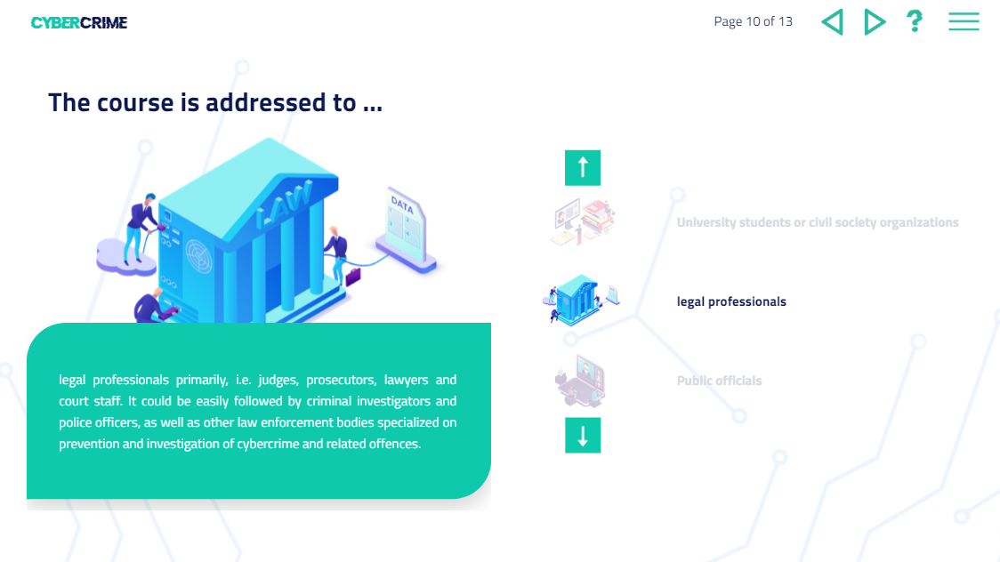 CYBERCRIME
Page 10 of 13
?
The course is addressed to ...
LAW
DATA
legal professionals primarily, i.e. judges, prosecutors, lawyers and
court staff. It could be easily followed by criminal investigators and
police officers, as well as other law enforcement bodies specialized on
prevention and investigation of cybercrime and related offences.
University students or civil society organizations
legal professionals
Public officials